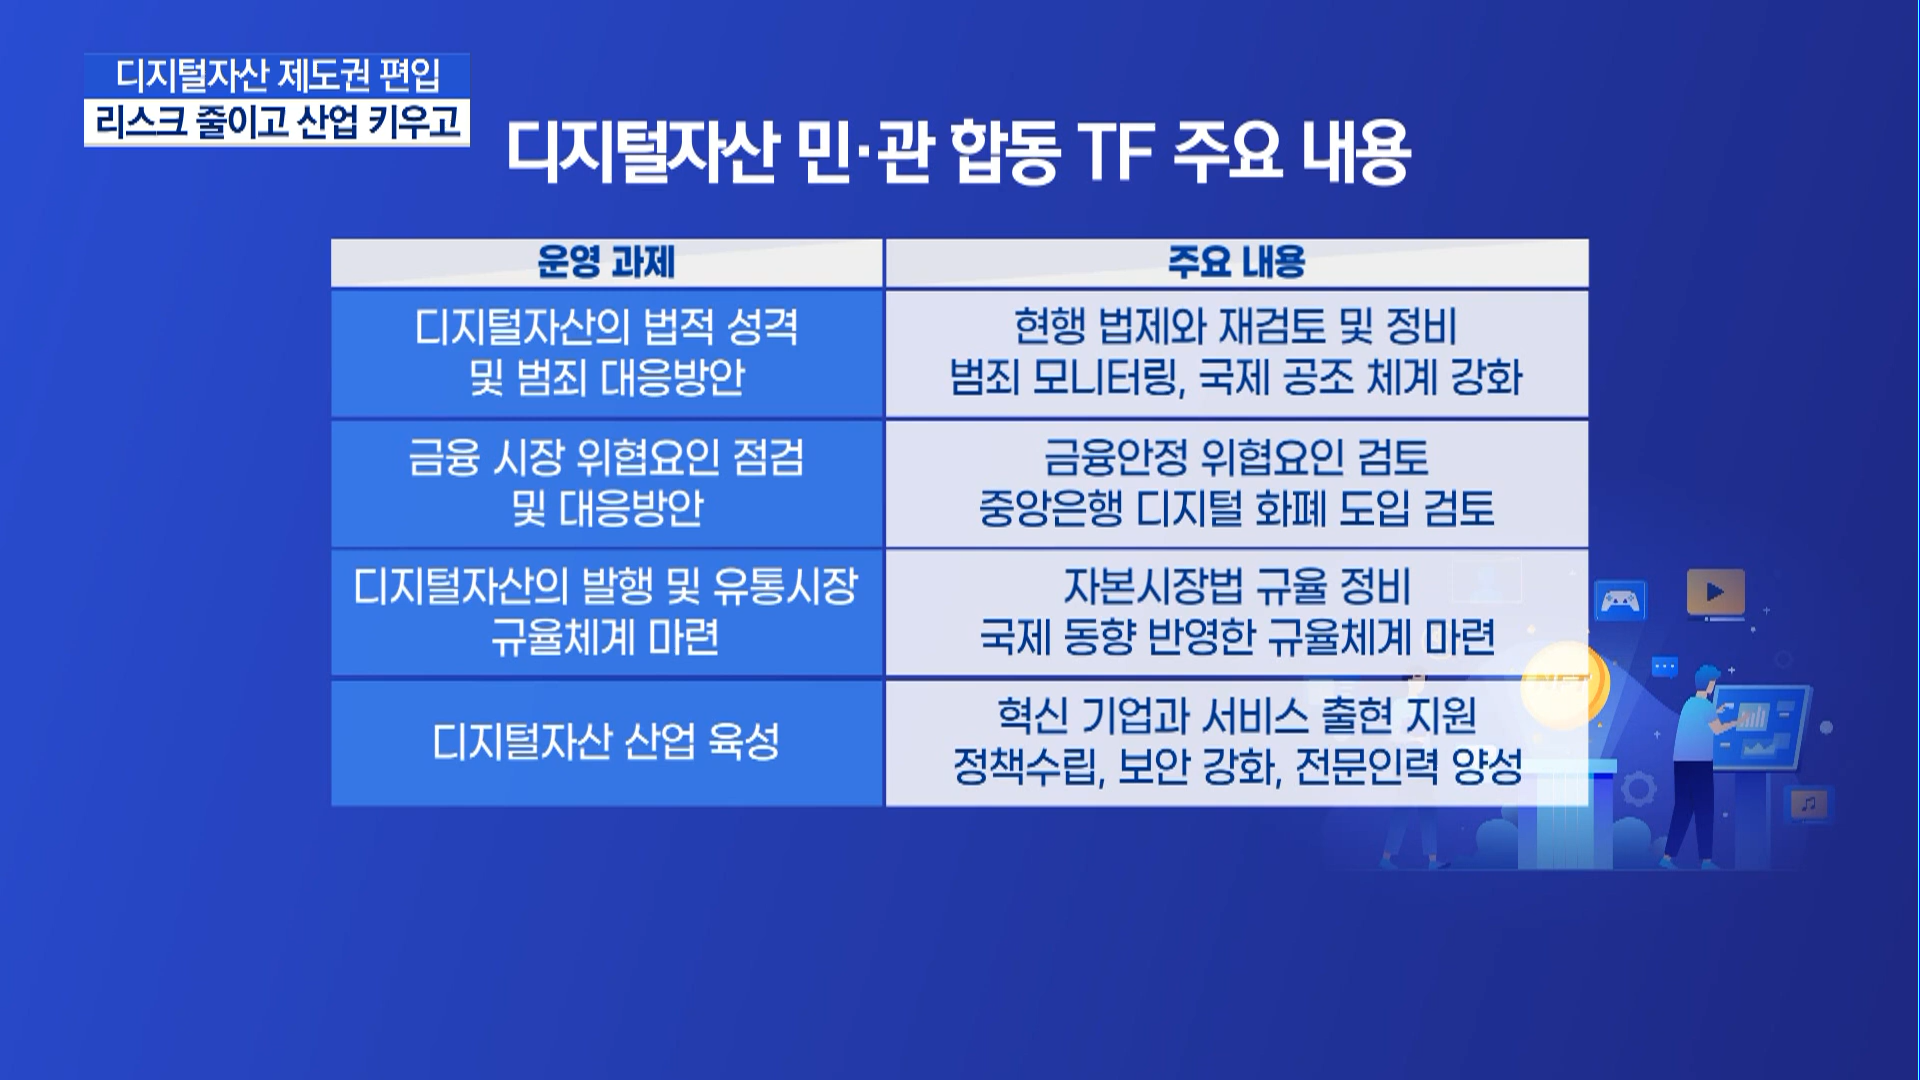 디지털자산 제도권 편입
리스크 줄이고 산업 키우고
디지털자산 민·관 합동 TF 주요 내용
운영 과제
주요 내용
디지털자산의 법적 성격
및 범죄 대응방안
현행 법제와 재검토 및 정비
범죄 모니터링, 국제 공조 체계 강화
금융 시장 위협요인 점검
및 대응방안
금융안정 위협요인 검토
중앙은행 디지털 화폐 도입 검토
디지털자산의 발행 및 유통시장
규율체계 마련
자본시장법 규율 정비
국제 동향 반영한 규율체계 마련
디지털자산 산업 육성
혁신 기업과 서비스 출현 지원
정책수립, 보안 강화, 전문인력 양성
NFT